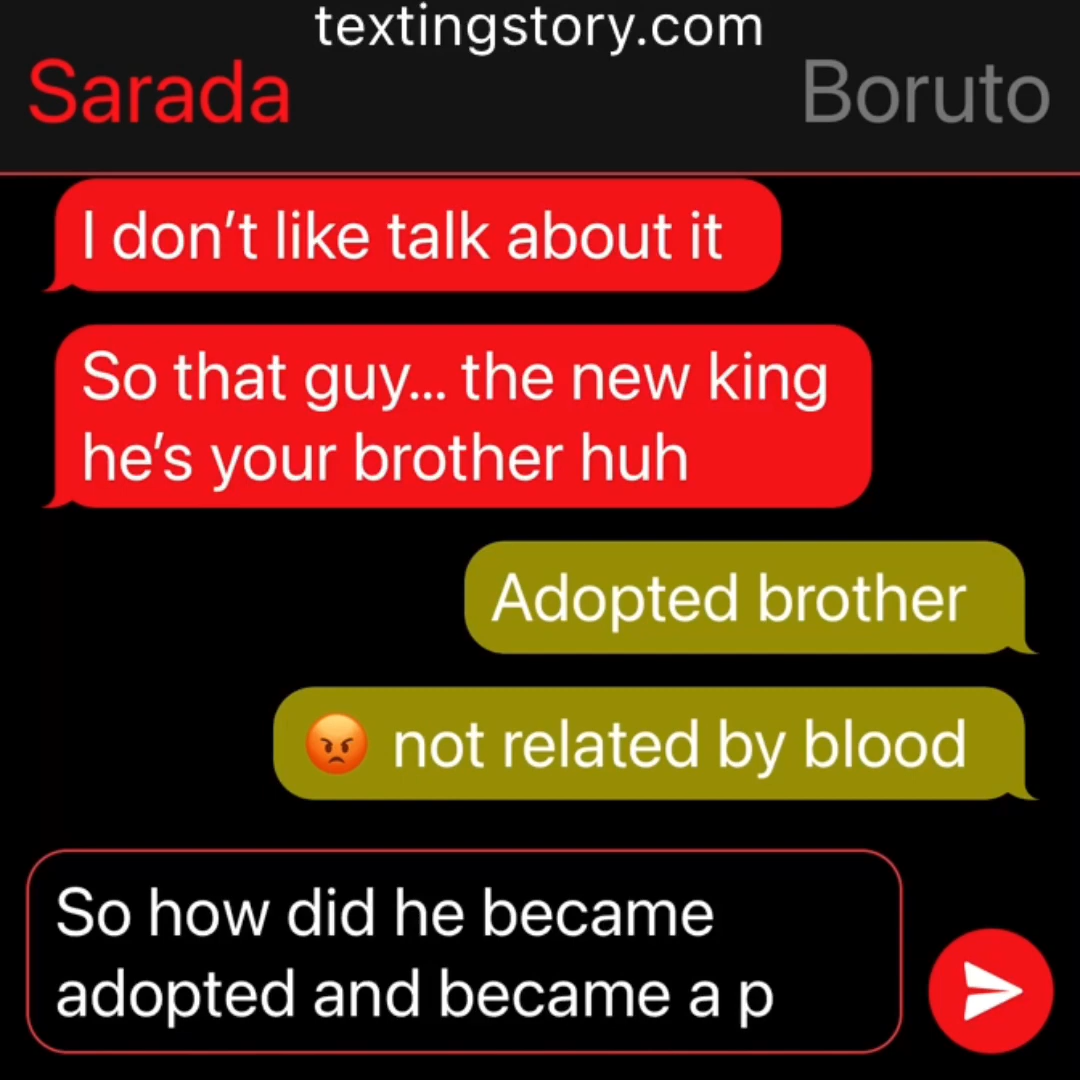 textingstory.com
Sarada
Boruto
I don’t like talk about it
So that guy... the new king
he’s your brother huh
Adopted brother
😡 not related by blood
So how did he became
adopted and became a p